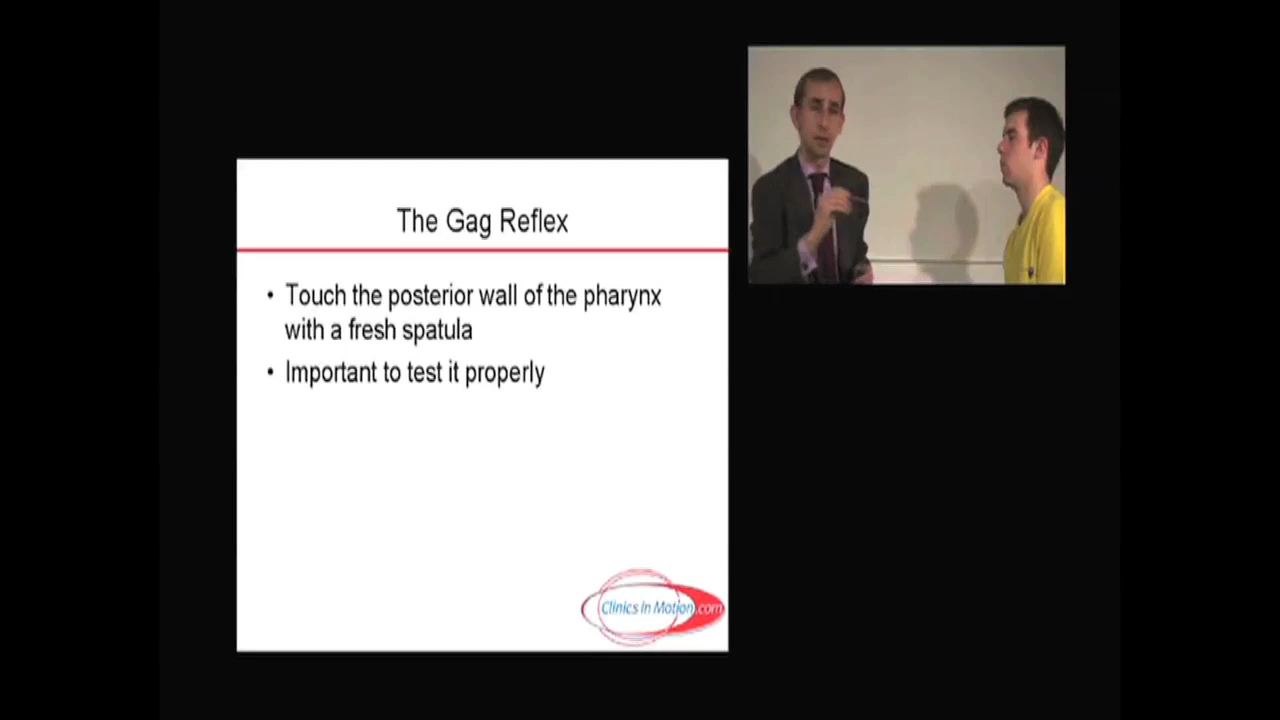 The Gag Reflex
• Touch the posterior wall of the pharynx
with a fresh spatula
• Important to test it properly
Clinics In Motion.com